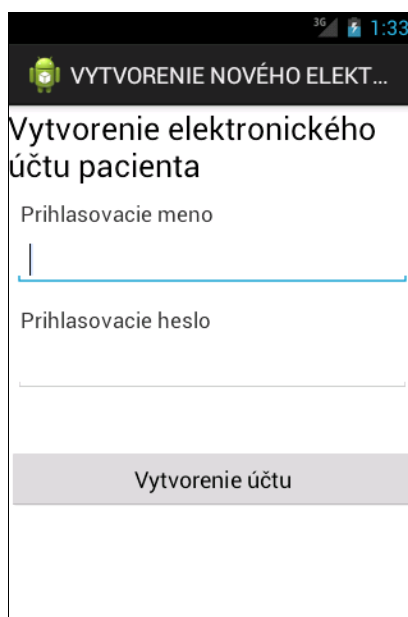 3G 1:33
VYTVORENIE NOVÉHO ELEKT...
Vytvorenie elektronického
účtu pacienta
Prihlasovacie meno
Prihlasovacie heslo
Vytvorenie účtu